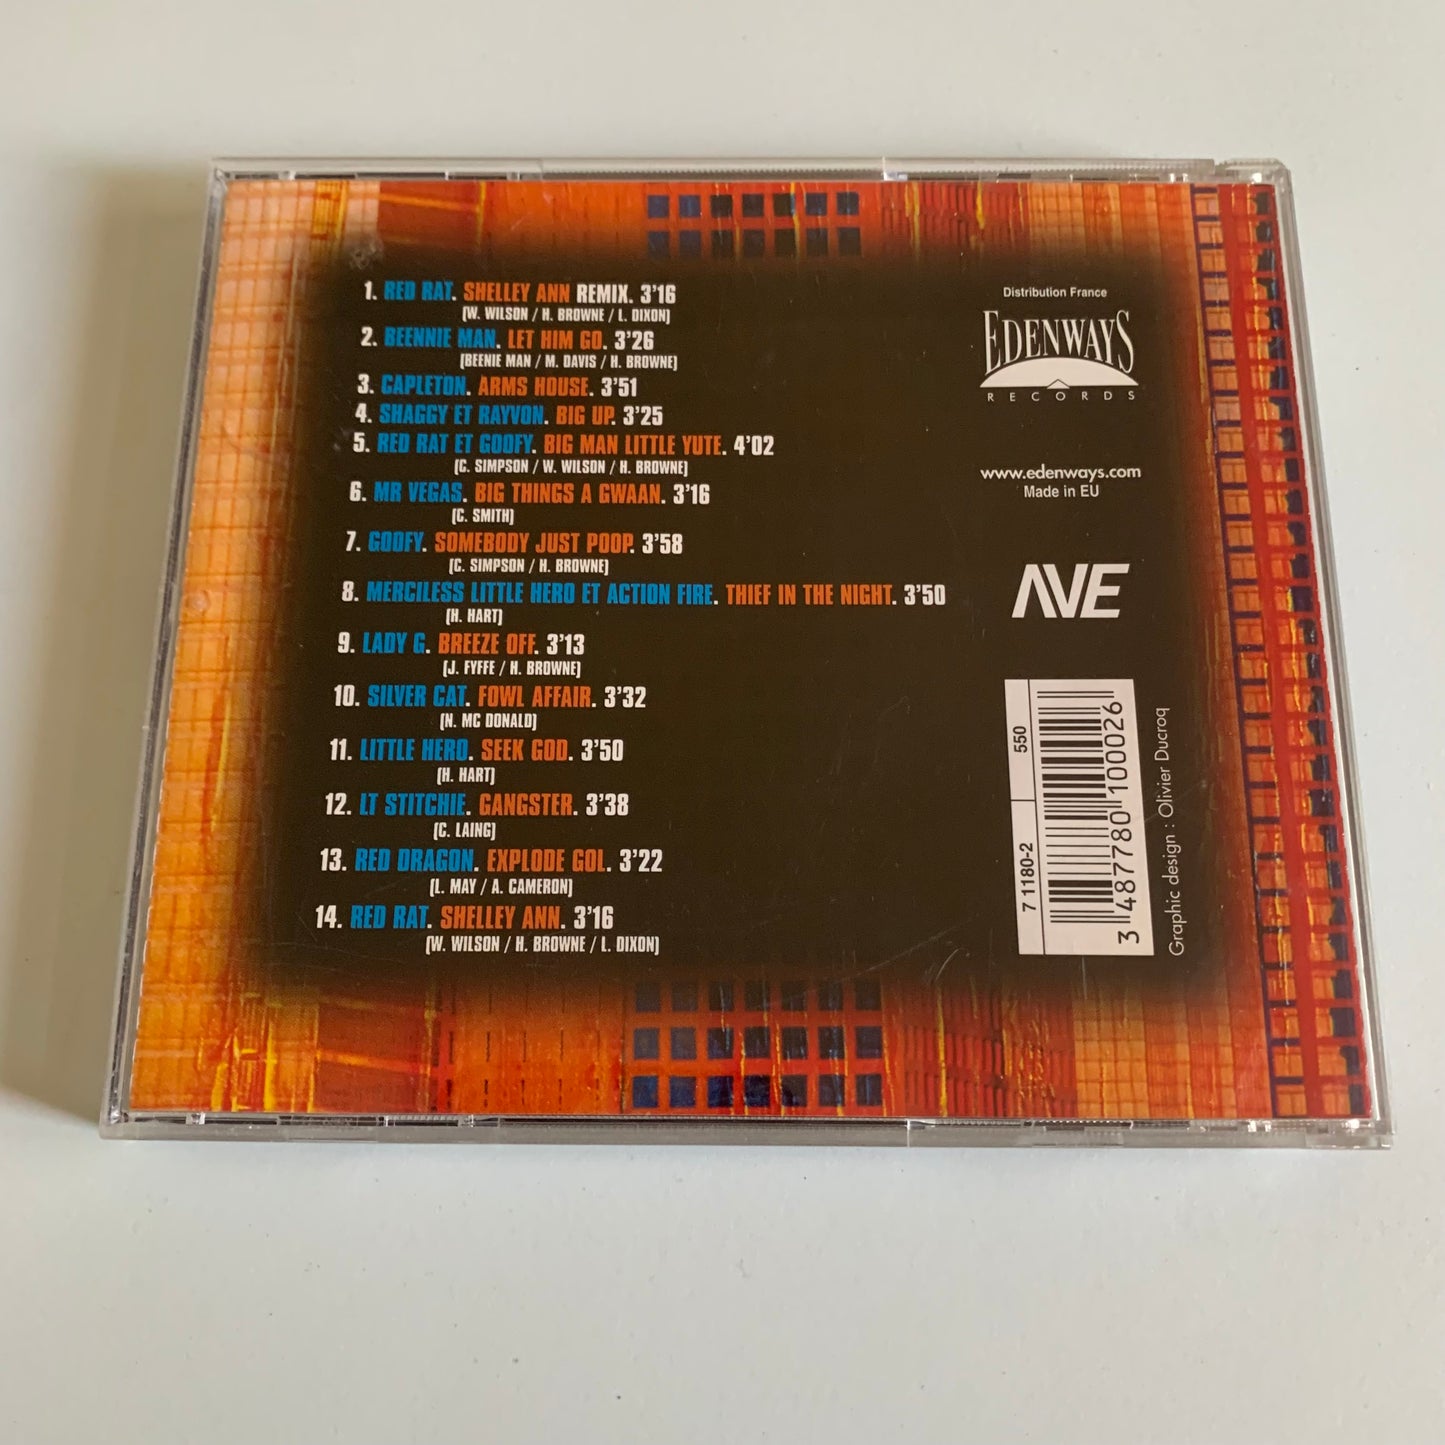 1. RED RAT. SHELLEY ANN REMIX. 3'16
(W. WILSON / H. BROWNE / L. DIXON)
2. BEENNIE MAN. LET HIM GO. 3'26
(BEENIE MAN / M. DAVIS / H. BROWNE)
3. CAPLETON. ARMS HOUSE. 3'51
4. SHAGGY ET RAYVON. BIG UP. 3'25
5. RED RAT ET GOOFY. BIG MAN LITTLE YUTE. 4'02
(C. SIMPSON / W. WILSON / H. BROWNE)
6. MR VEGAS. BIG THINGS A GWAAN. 3'16
(C. SMITH)
7. GOOFY. SOMEBODY JUST POOP. 3'58
(C. SIMPSON / H. BROWNE)
8. MERCILESS LITTLE HERO ET ACTION FIRE. THIEF IN THE NIGHT. 3'50
(H. HART)
9. LADY G. BREEZE OFF. 3'13
(J. FYFFE / H. BROWNE)
10. SILVER CAT. FOWL AFFAIR. 3'32
(N. MC DONALD)
11. LITTLE HERO. SEEK GOD. 3'50
(H. HART)
12. LT STITCHIE. GANGSTER. 3'38
(C. LAING)
13. RED DRAGON. EXPLODE GOL. 3'22
(L. MAY / A. CAMERON)
14. RED RAT. SHELLEY ANN. 3'16
(W. WILSON / H. BROWNE / L. DIXON)
Distribution France
EDENWAYS
RECORDS
www.edenways.com
Made in EU
AVE
7 1180-2
550
3 487780 100026
Graphic design : Olivier Ducroq